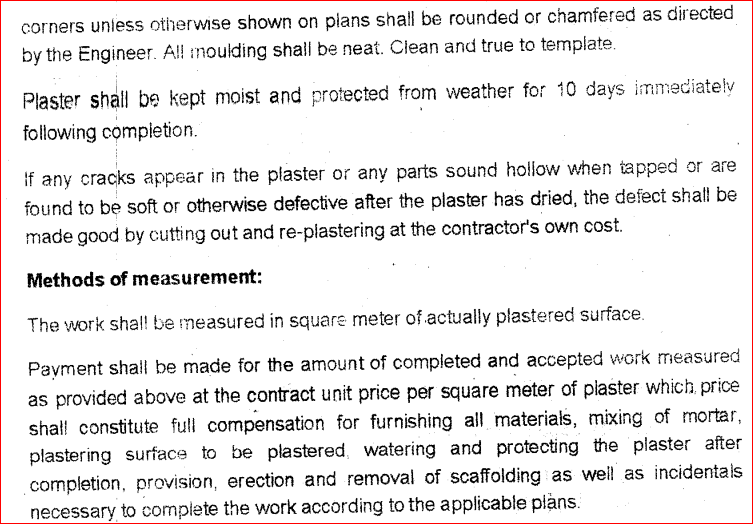 corners unless otherwise shown on plans shall be rounded or chamfered as directed
by the Engineer. All moulding shall be neat. Clean and true to template.
Plaster shall be kept moist and protected from weather for 10 days immediately
following completion.
If any cracks appear in the plaster or any parts sound hollow when tapped or are
found to be soft or otherwise defective after the plaster has dried, the defect shall be
made good by cutting out and re-plastering at the contractor's own cost.
Methods of measurement:
The work shall be measured in square meter of actually plastered surface.
Payment shall be made for the amount of completed and accepted work measured
as provided above at the contract unit price per square meter of plaster which price
shall constitute full compensation for furnishing all materials, mixing of mortar,
plastering surface to be plastered, watering and protecting the plaster after
completion, provision, erection and removal of scaffolding as well as incidentals
necessary to complete the work according to the applicable plans.